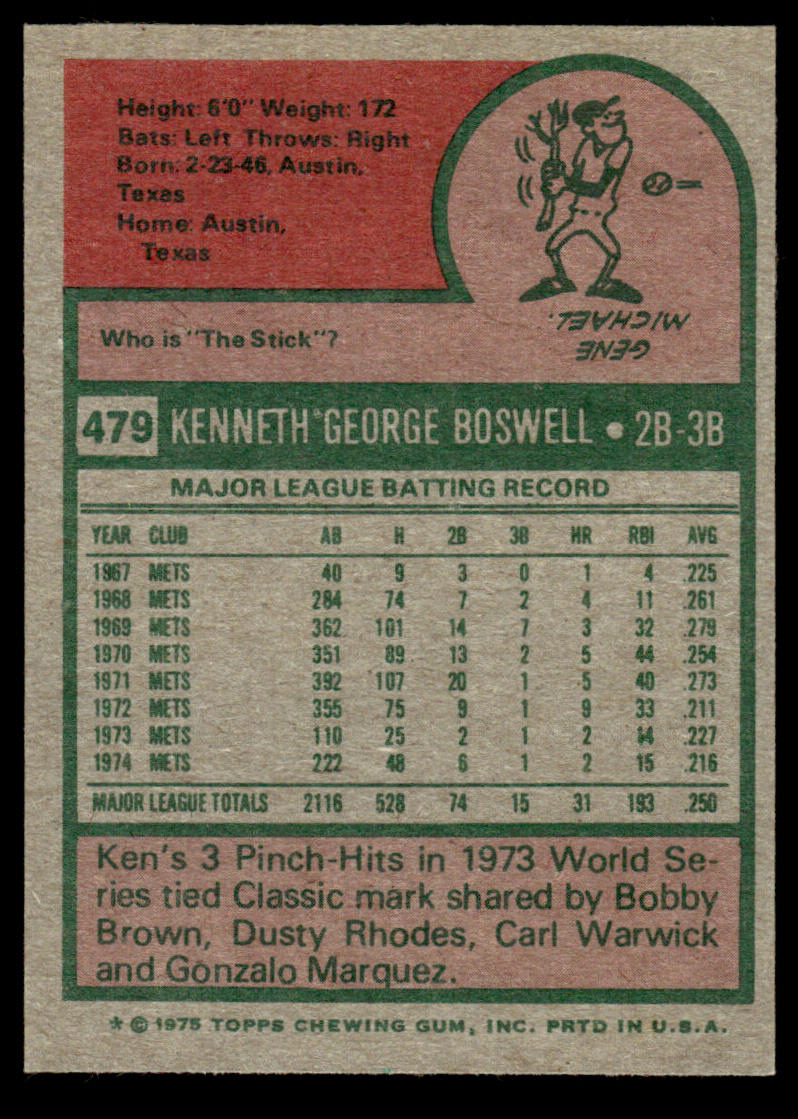 Height: 6'0" Weight: 172
Bats: Left Throws: Right
Born: 2-23-46, Austin,
Texas
Home: Austin,
Texas
Who is "The Stick"?
GENE
MICHAEL.
479 KENNETH GEORGE BOSWELL • 2B-3B
MAJOR LEAGUE BATTING RECORD
YEAR CLUB AB H 2B 3B HR RBI AVG
1967 METS 40 9 3 0 1 4 .225
1968 METS 284 74 7 2 4 11 .261
1969 METS 362 101 14 7 3 32 .279
1970 METS 351 89 13 2 5 44 .254
1971 METS 392 107 20 1 5 40 .273
1972 METS 355 75 9 1 9 33 .211
1973 METS 110 25 2 1 2 14 .227
1974 METS 222 48 6 1 2 15 .216
MAJOR LEAGUE TOTALS 2116 528 74 15 31 193 .250
Ken's 3 Pinch-Hits in 1973 World Se-
ries tied Classic mark shared by Bobby
Brown, Dusty Rhodes, Carl Warwick
and Gonzalo Marquez.
* © 1975 TOPPS CHEWING GUM, INC. PRTD IN U.S.A.